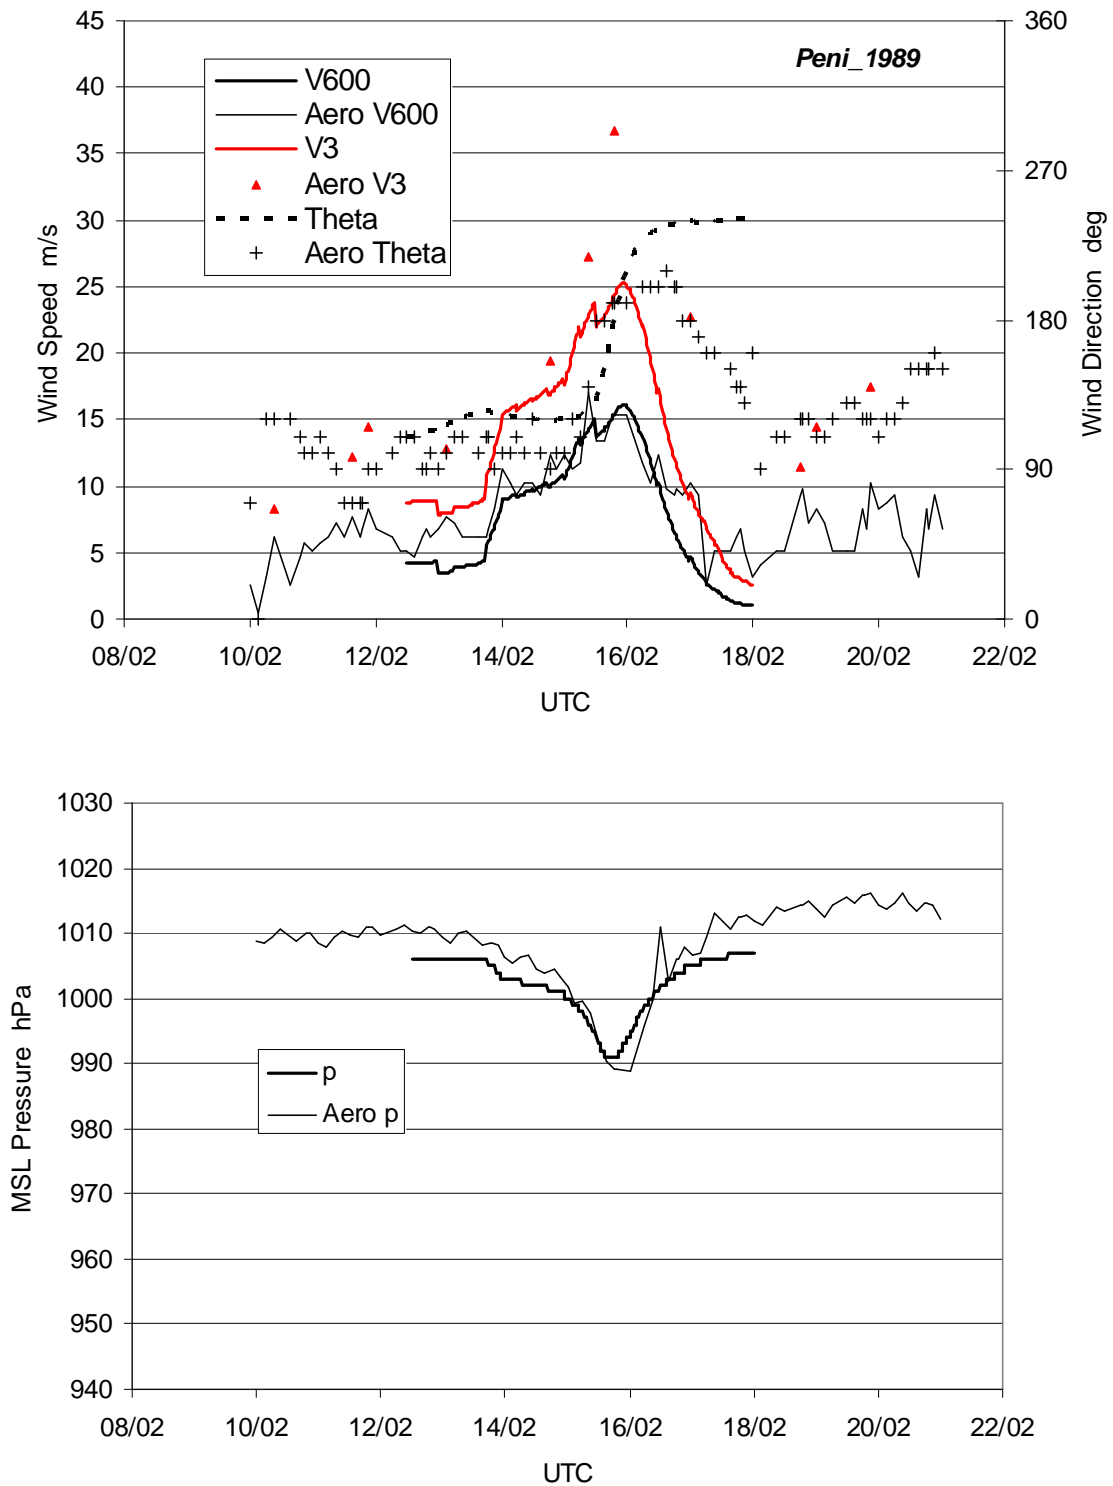 45
40
35
30
25
20
15
10
5
0
Wind Speed m/s
360
270
180
90
0
Wind Direction deg
Peni_1989
V600
Aero V600
V3
Aero V3
Theta
Aero Theta
08/02 10/02 12/02 14/02 16/02 18/02 20/02 22/02
UTC
1030
1020
1010
1000
990
980
970
960
950
940
MSL Pressure hPa
p
Aero p
08/02 10/02 12/02 14/02 16/02 18/02 20/02 22/02
UTC